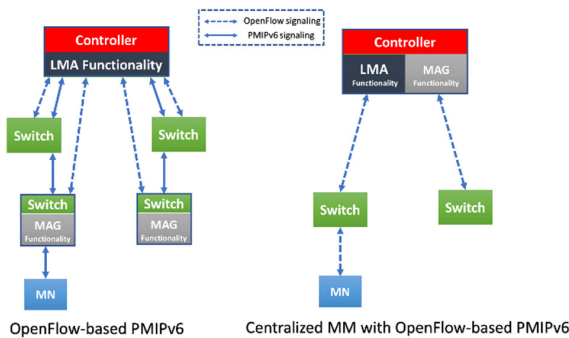 OpenFlow signaling
PMIPv6 signaling
Controller
LMA Functionality
Switch
Switch
Switch
MAG
Functionality
Switch
MAG
Functionality
MN
OpenFlow-based PMIPv6
Controller
LMA
Functionality
MAG
Functionality
Switch
Switch
MN
Centralized MM with OpenFlow-based PMIPv6